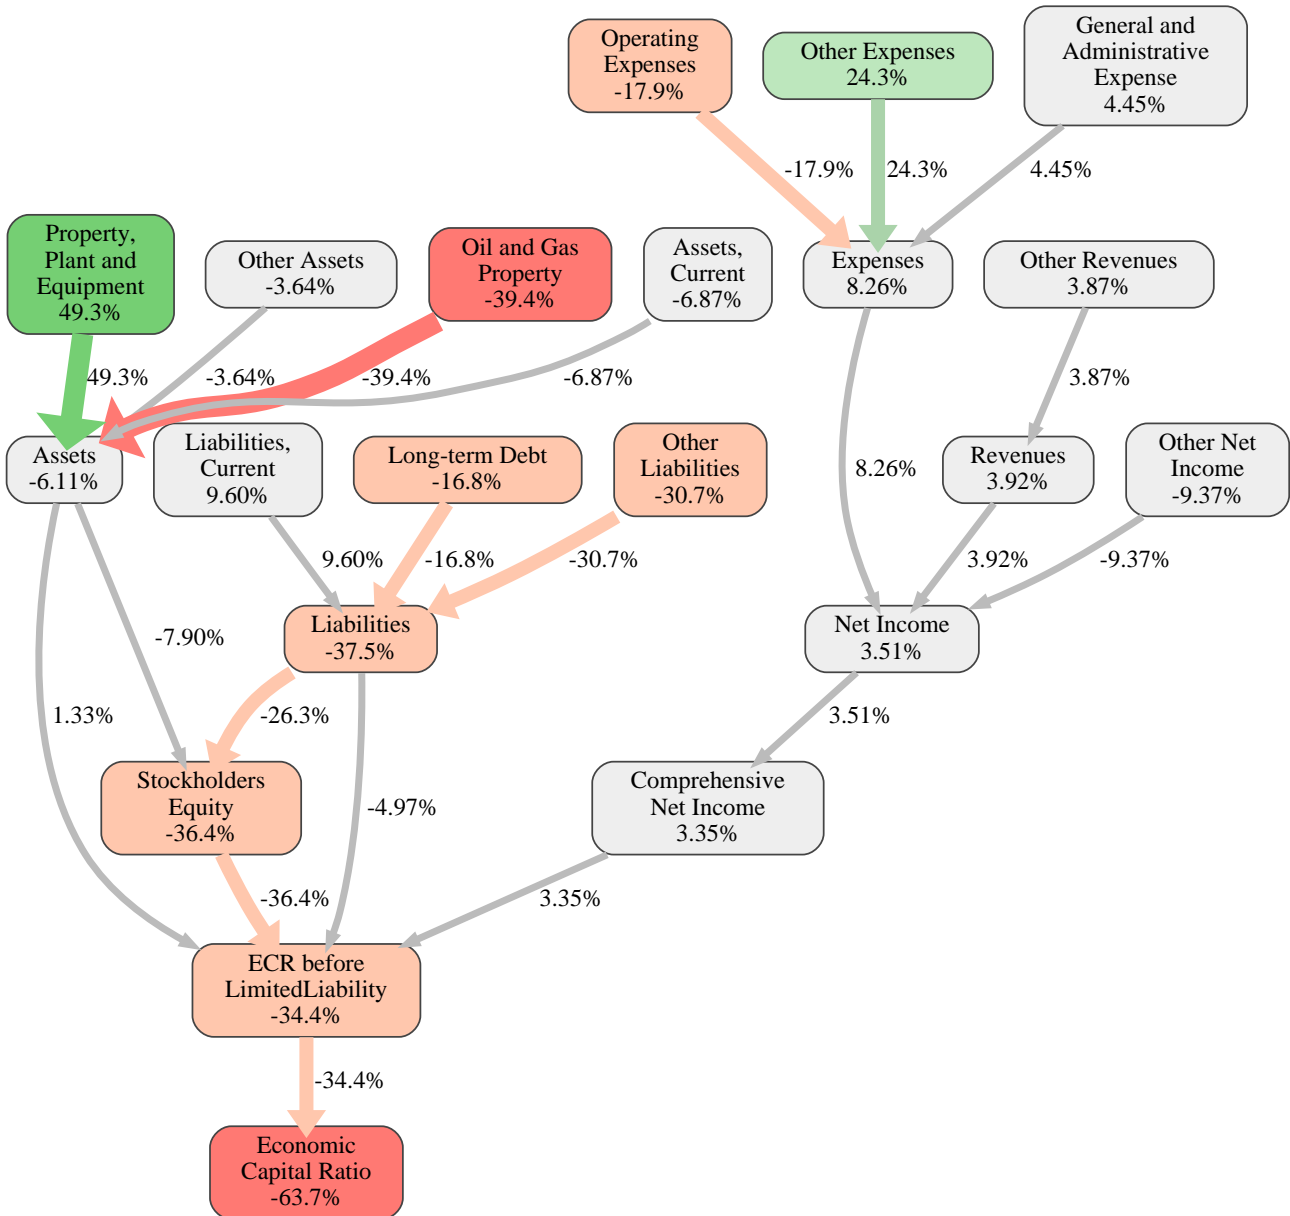 Operating
Expenses
-17.9%
Other Expenses
24.3%
General and
Administrative
Expense
4.45%
-17.9%
24.3%
4.45%
Property,
Plant and
Equipment
49.3%
Other Assets
-3.64%
Oil and Gas
Property
-39.4%
Assets,
Current
-6.87%
Expenses
8.26%
Other Revenues
3.87%
49.3%
-3.64%
-39.4%
-6.87%
3.87%
Assets
-6.11%
Liabilities,
Current
9.60%
Long-term Debt
-16.8%
Other
Liabilities
-30.7%
8.26%
Revenues
3.92%
Other Net
Income
-9.37%
9.60%
-16.8%
-30.7%
3.92%
-9.37%
Liabilities
-37.5%
Net Income
3.51%
-7.90%
1.33%
-26.3%
3.51%
Stockholders
Equity
-36.4%
-4.97%
Comprehensive
Net Income
3.35%
-36.4%
3.35%
ECR before
LimitedLiability
-34.4%
-34.4%
Economic
Capital Ratio
-63.7%